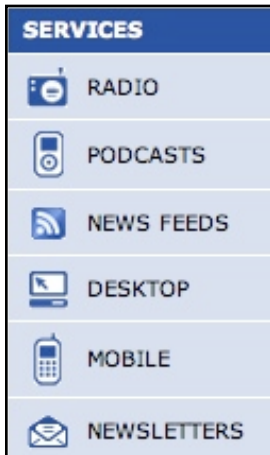 SERVICES
RADIO
PODCASTS
NEWS FEEDS
DESKTOP
MOBILE
NEWSLETTERS